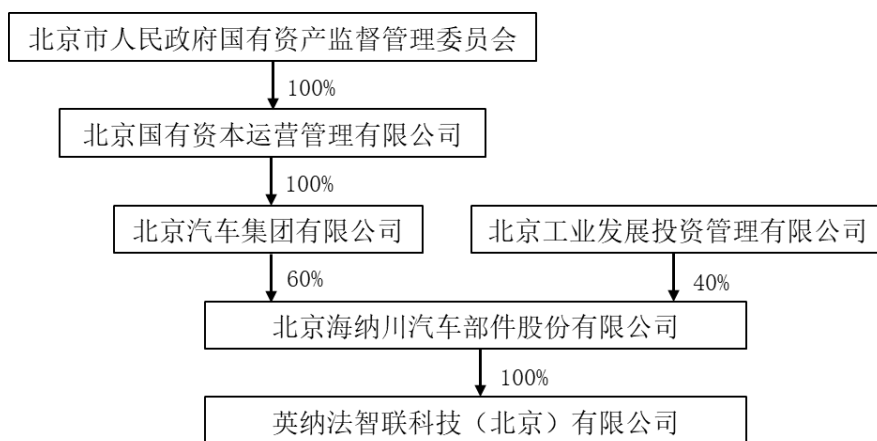 北京市人民政府国有资产监督管理委员会
100%
北京国有资本运营管理有限公司
100%
北京汽车集团有限公司
北京工业发展投资管理有限公司
60%
40%
北京海纳川汽车部件股份有限公司
100%
英纳法智联科技（北京）有限公司